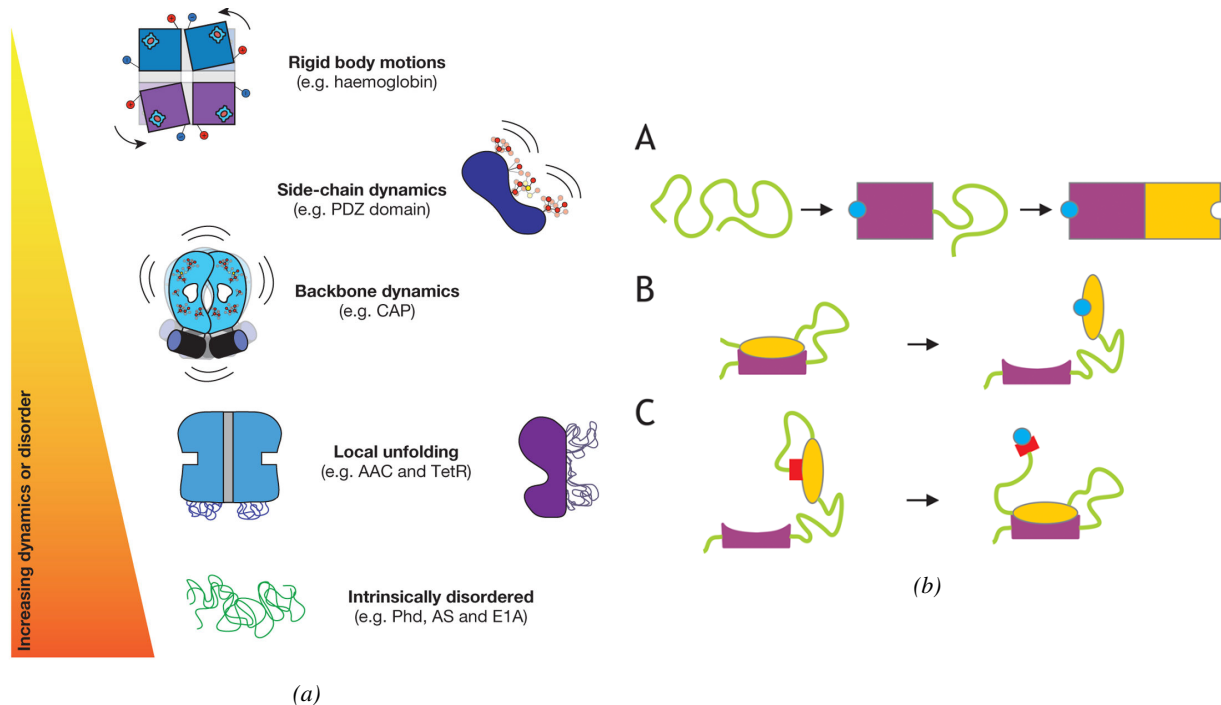 Increasing dynamics or disorder
Rigid body motions
(e.g. haemoglobin)
Side-chain dynamics
(e.g. PDZ domain)
Backbone dynamics
(e.g. CAP)
Local unfolding
(e.g. AAC and TetR)
Intrinsically disordered
(e.g. Phd, AS and E1A)
(a)
A
B
C
(b)